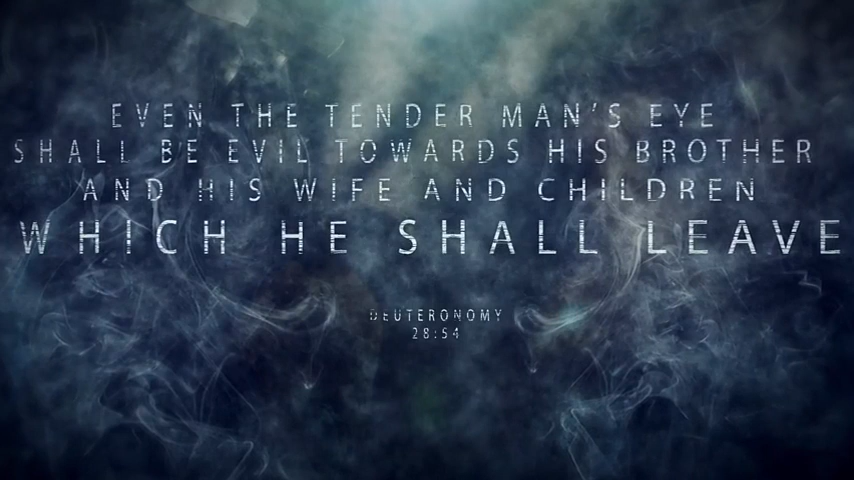 EVEN THE TENDER MAN'S EYE
SHALL BE EVIL TOWARDS HIS BROTHER
AND HIS WIFE AND CHILDREN
WHICH HE SHALL LEAVE
DEUTERONOMY
28:54